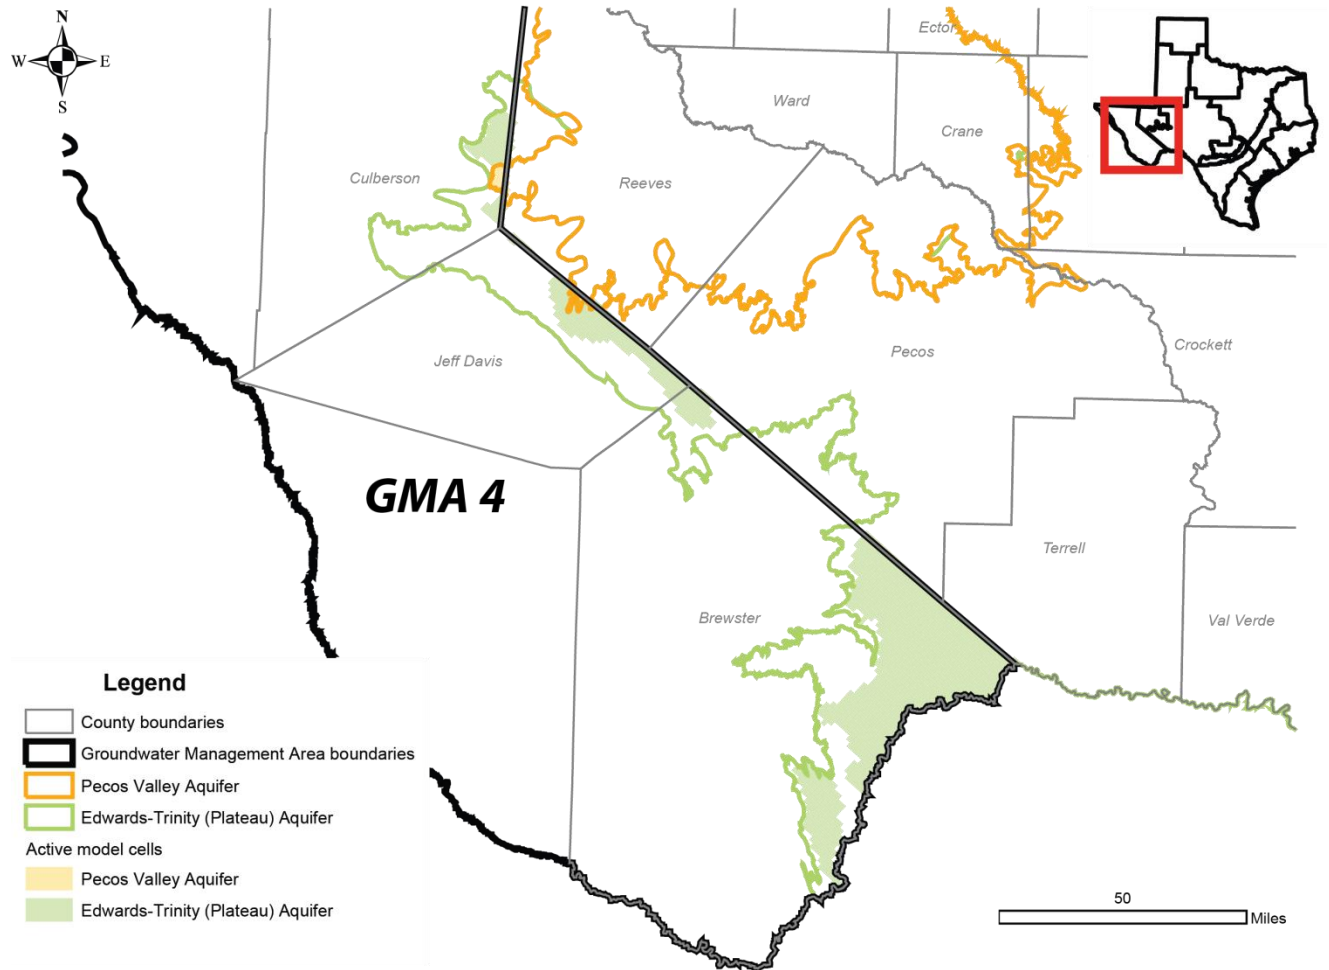 N
W E
S
Ector
Ward
Crane
Culberson
Reeves
Jeff Davis
Pecos
Crockett
GMA 4
Terrell
Brewster
Val Verde
Legend
County boundaries
Groundwater Management Area boundaries
Pecos Valley Aquifer
Edwards-Trinity (Plateau) Aquifer
Active model cells
Pecos Valley Aquifer
Edwards-Trinity (Plateau) Aquifer
50
Miles